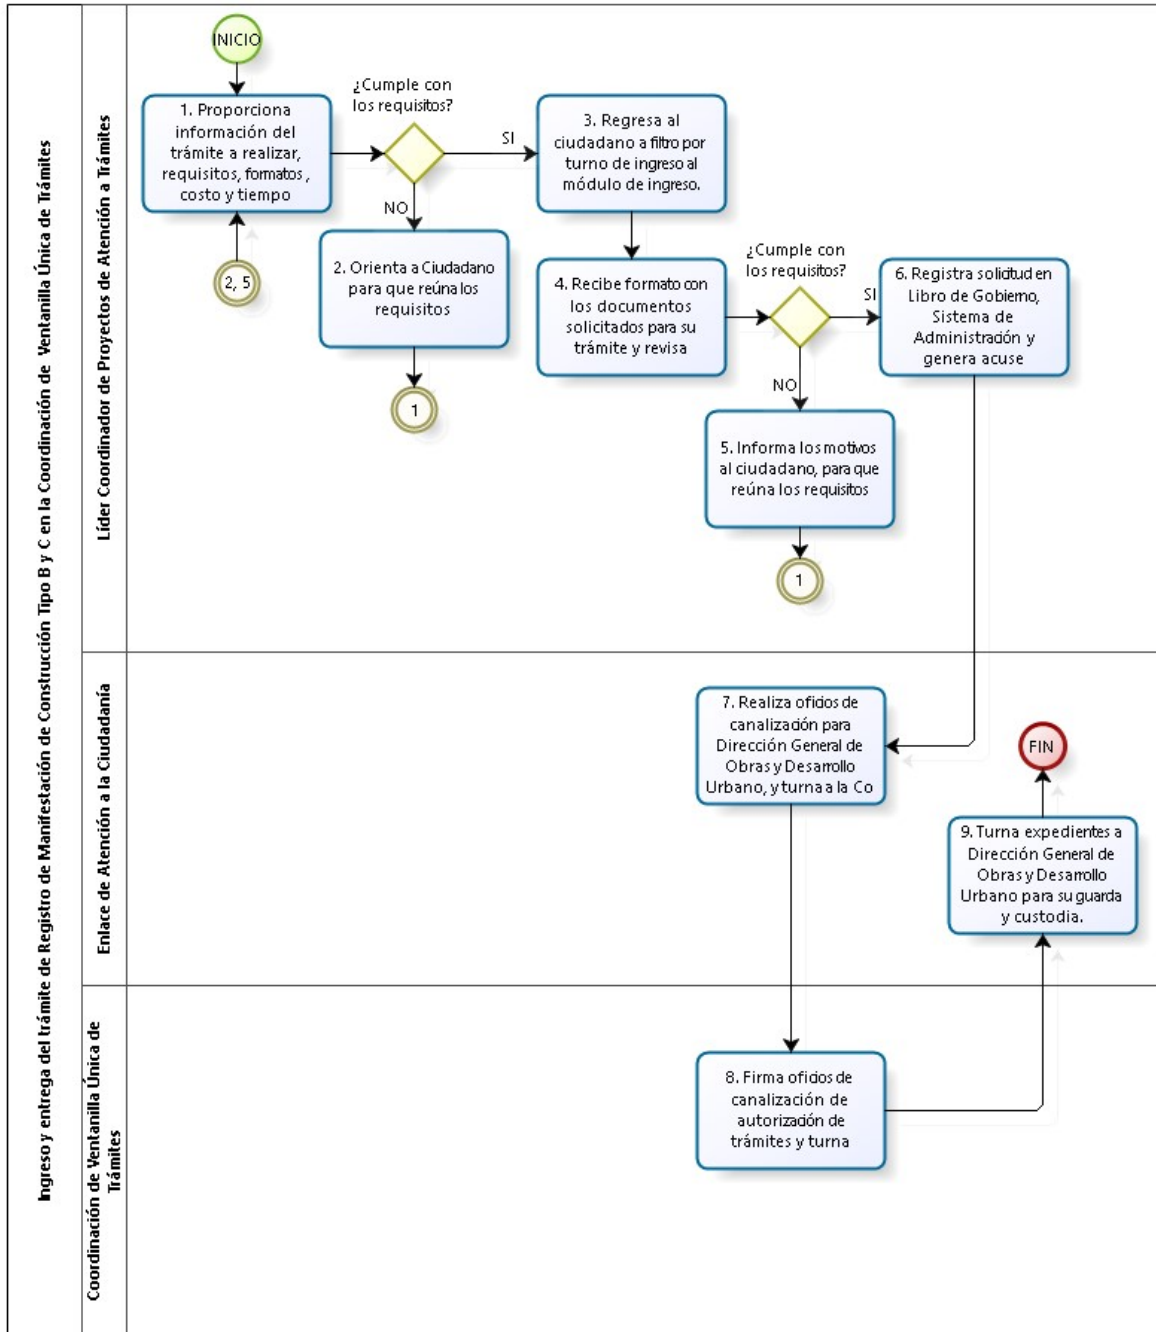 Ingreso y entrega del trámite de Registro de Manifestación de Construcción Tipo B y C en la Coordinación de Ventanilla Única de Trámites
Líder Coordinador de Proyectos de Atención a Trámites
INICIO
1. Proporciona
información del
trámite a realizar,
requisitos, formatos ,
costo y tiempo
2, 5
¿Cumple con
los requisitos?
SI
NO
2. Orienta a Ciudadano
para que reúna los
requisitos
1
3. Regresa al
ciudadano a filtro por
turno de ingreso al
módulo de ingreso.
4. Recibe formato con
los documentos
solicitados para su
trámite y revisa
¿Cumple con
los requisitos?
SI
NO
5. Informa los motivos
al ciudadano, para que
reúna los requisitos
1
6. Registra solicitud en
Libro de Gobierno,
Sistema de
Administración y
genera acuse
Enlace de Atención a la Ciudadanía
7. Realiza oficios de
canalización para
Dirección General de
Obras y Desarrollo
Urbano, y turna a la Co
FIN
9. Turna expedientes a
Dirección General de
Obras y Desarrollo
Urbano para su guarda
y custodia.
Coordinación de Ventanilla Única de
Trámites
8. Firma oficios de
canalización de
autorización de
trámites y turna